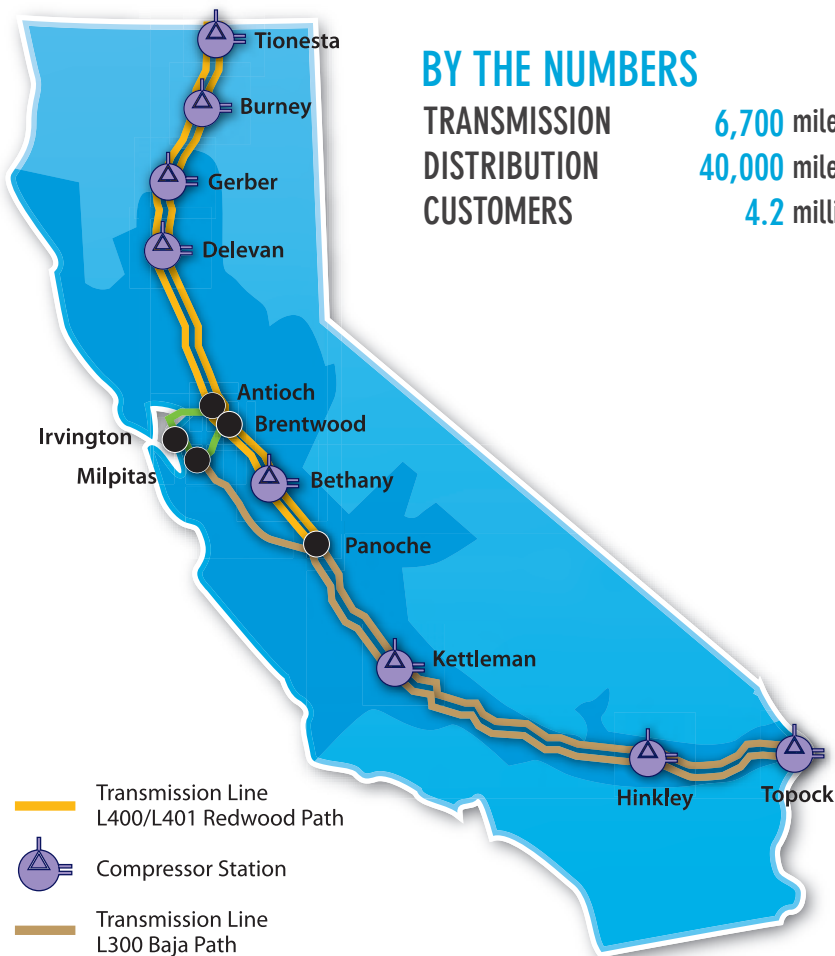 BY THE NUMBERS
TRANSMISSION 6,700
DISTRIBUTION 40,000
CUSTOMERS 4.2
Tionesta
Burney
Gerber
Delevan
Antioch
Brentwood
Irvington
Milpitas
Bethany
Panoche
Kettleman
Hinkley
Topock
Transmission Line
L400/L401 Redwood Path
Compressor Station
Transmission Line
L300 Baja Path